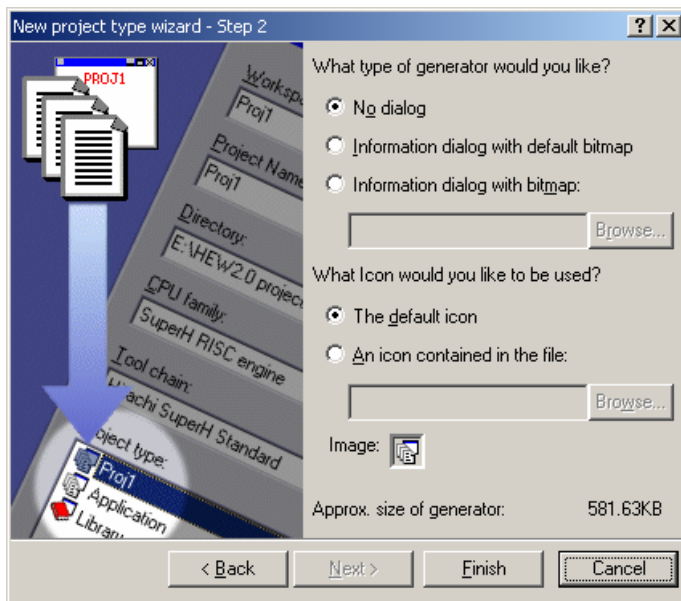 New project type wizard - Step 2
PROJ1
Workspa
Proj1
Project Name
Proj1
Directory:
E:\HEW2.0 project
CPU family:
SuperH RISC engine
Tool chain:
Hitachi SuperH Standard
oject type:
Proj1
Application
Library
What type of generator would you like?
No dialog
Information dialog with default bitmap
Information dialog with bitmap:
Browse...
What Icon would you like to be used?
The default icon
An icon contained in the file:
Browse...
Image:
Approx. size of generator: 581.63KB
< Back Next > Finish Cancel